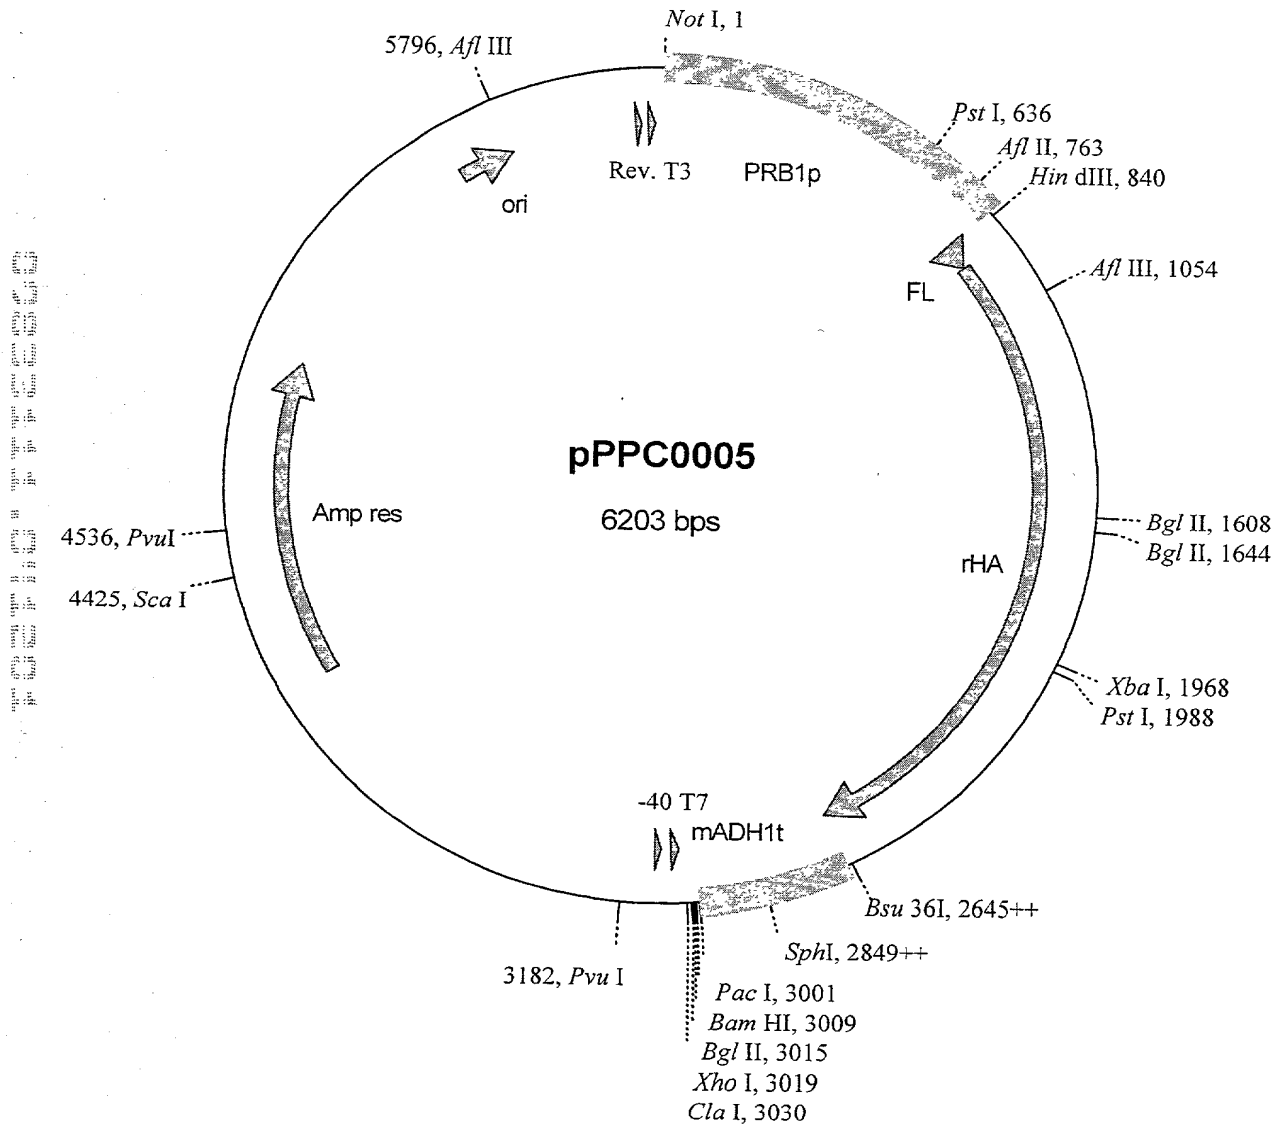 Not I, 1
5796, Afl III
Pst I, 636
Afl II, 763
Hin dIII, 840
Rev. T3
PRB1p
ori
Afl III, 1054
FL
pPPC0005
6203 bps
Amp res
4536, PvuI
4425, Sca I
Bgl II, 1608
Bgl II, 1644
rHA
Xba I, 1968
Pst I, 1988
-40 T7
mADH1t
Bsu 36I, 2645++
SphI, 2849++
3182, Pvu I
Pac I, 3001
Bam HI, 3009
Bgl II, 3015
Xho I, 3019
Cla I, 3030